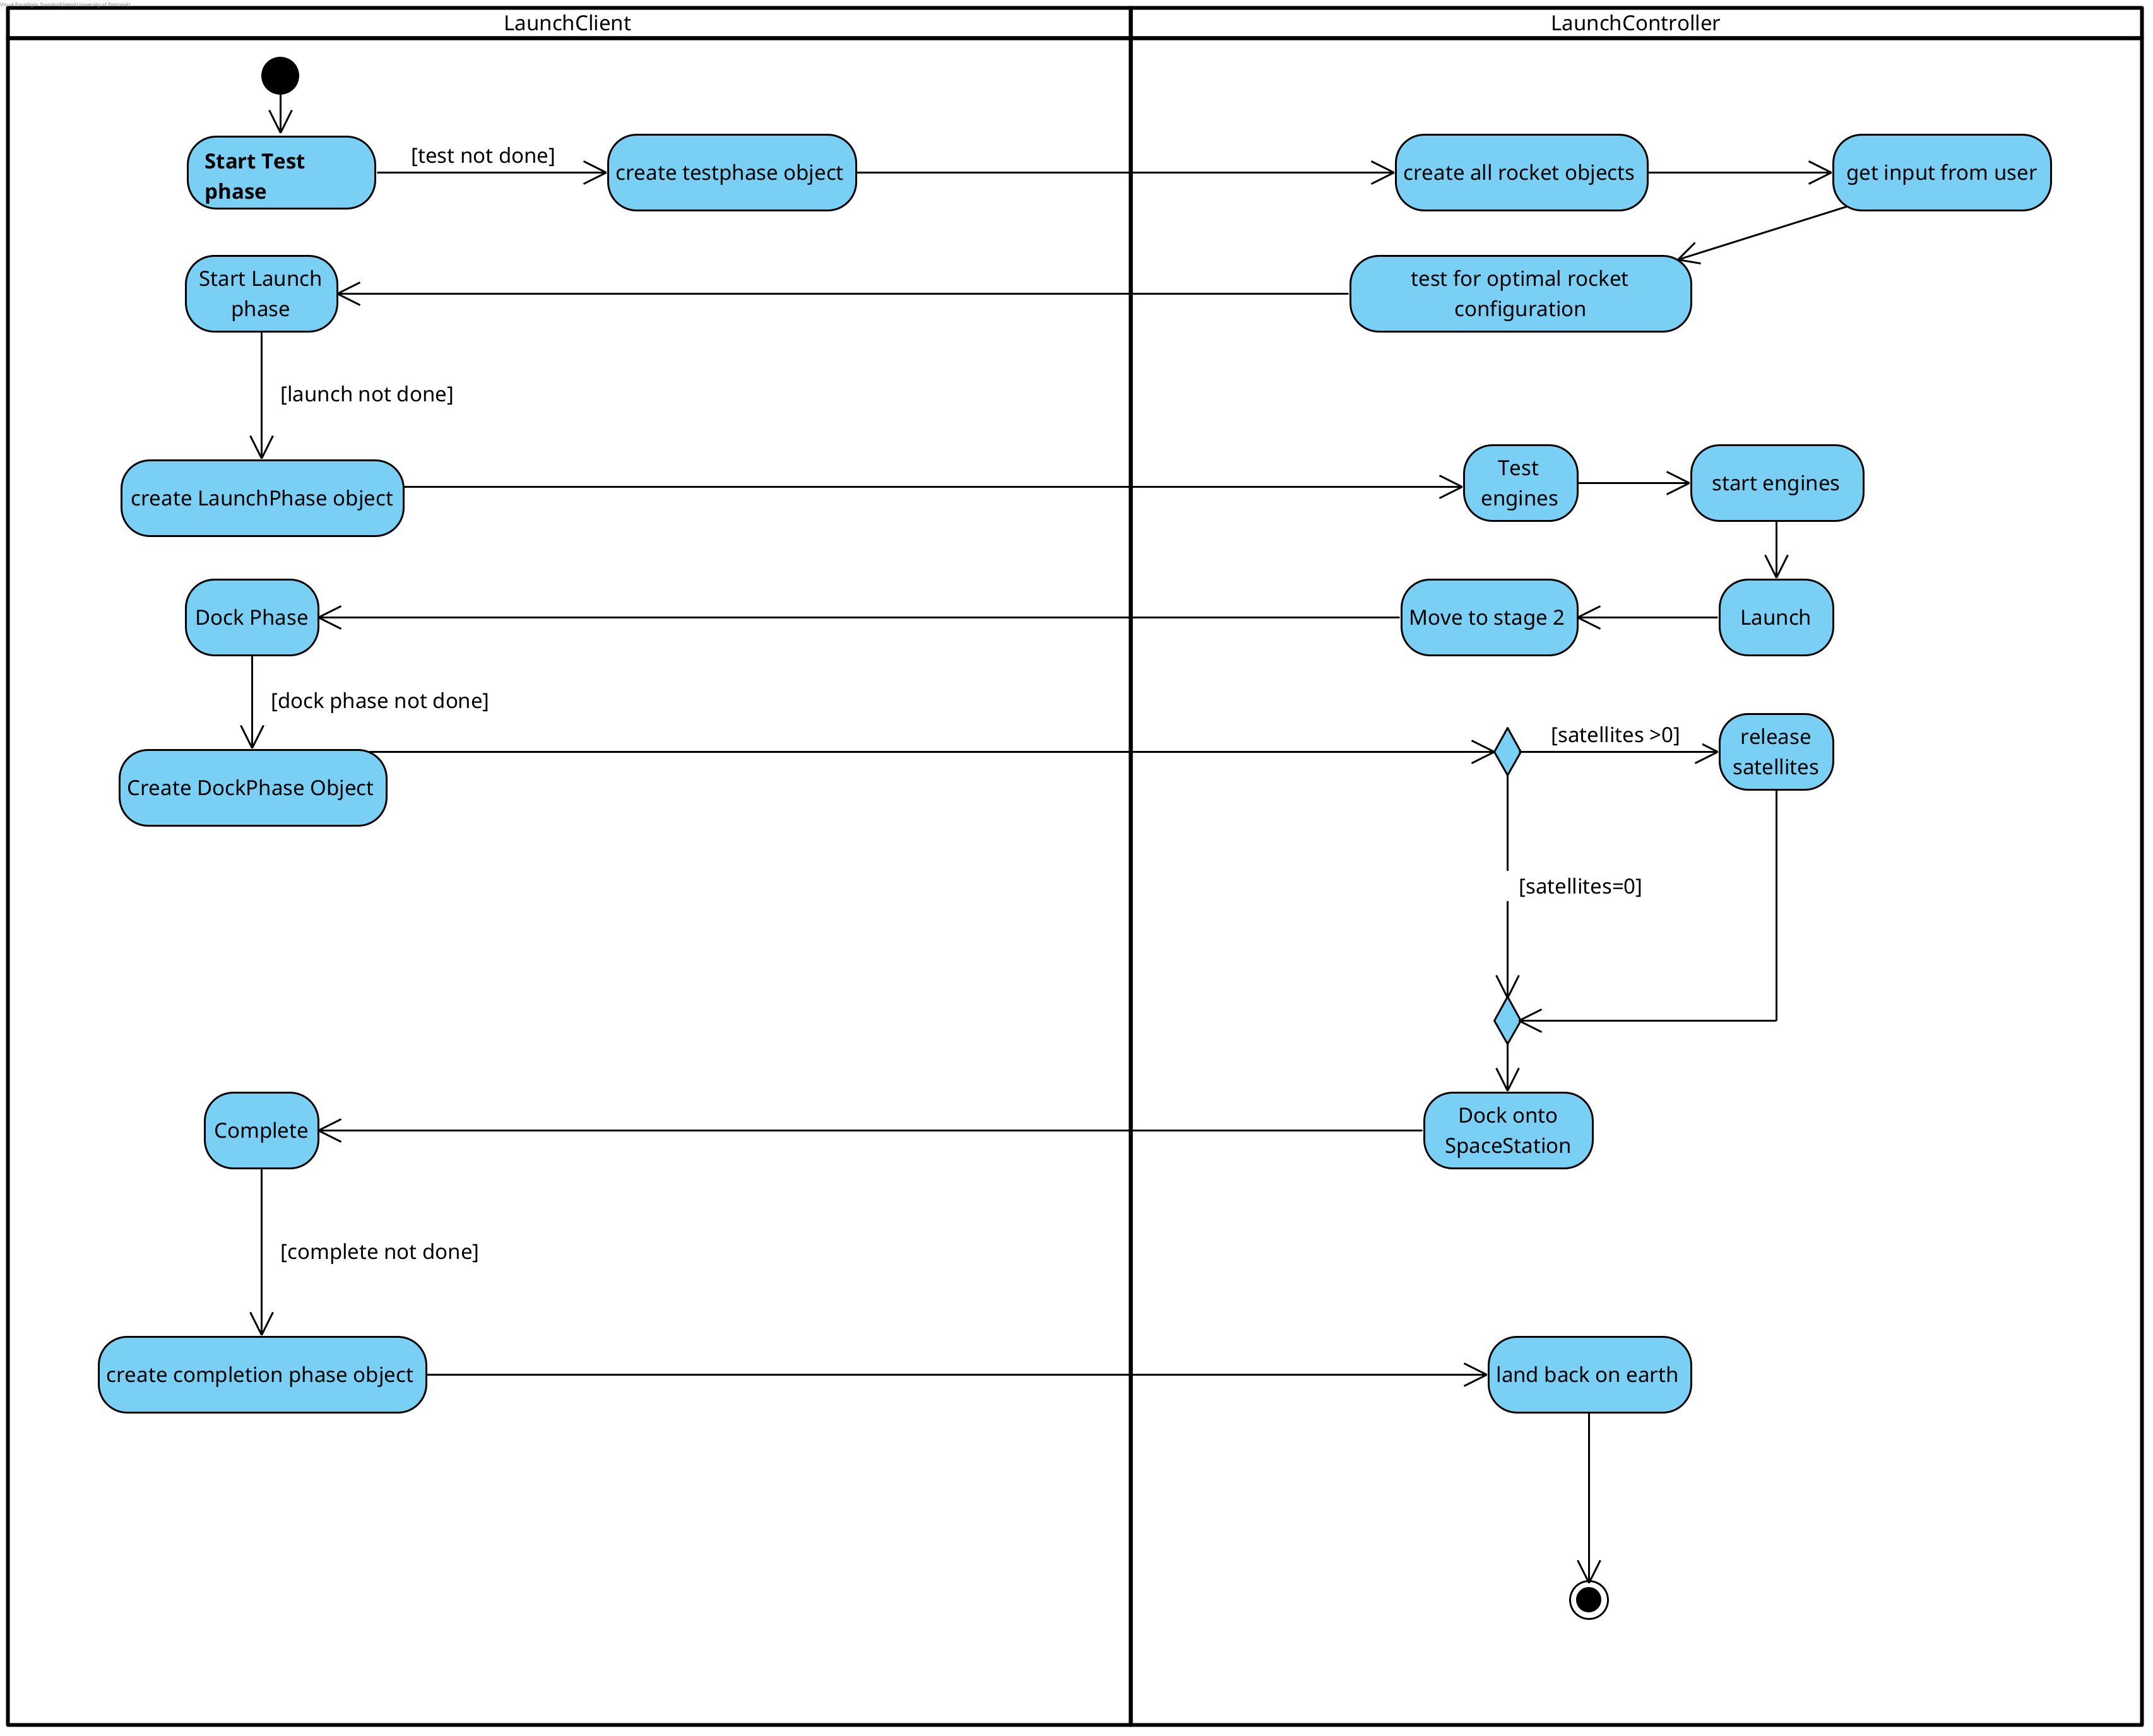 LaunchClient
LaunchController
Start Test
phase
[test not done]
create testphase object
create all rocket objects
get input from user
Start Launch
phase
test for optimal rocket
configuration
[launch not done]
create LaunchPhase object
Test
engines
start engines
Dock Phase
Move to stage 2
Launch
[dock phase not done]
Create DockPhase Object
[satellites >0]
release
satellites
[satellites=0]
Complete
Dock onto
SpaceStation
[complete not done]
create completion phase object
land back on earth